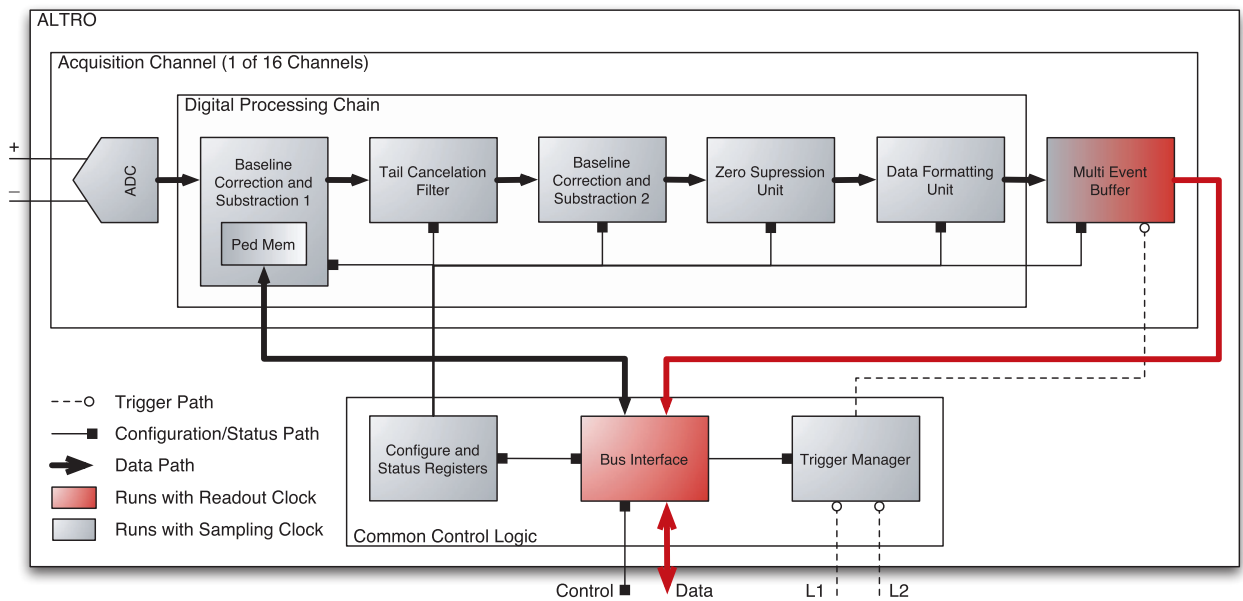 ALTRO
Acquisition Channel (1 of 16 Channels)
Digital Processing Chain
+
–
ADC
Baseline
Correction and
Substraction 1
Ped Mem
Tail Cancelation
Filter
Baseline
Correction and
Substraction 2
Zero Supression
Unit
Data Formatting
Unit
Multi Event
Buffer
Trigger Path
Configuration/Status Path
Data Path
Runs with Readout Clock
Runs with Sampling Clock
Configure and
Status Registers
Bus Interface
Trigger Manager
Common Control Logic
Control
Data
L1
L2